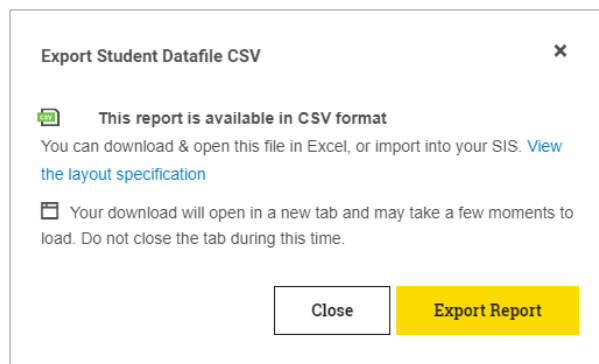 Export Student Datafile CSV
CSV
This report is available in CSV format
You can download & open this file in Excel, or import into your SIS. View
the layout specification
Your download will open in a new tab and may take a few moments to
load. Do not close the tab during this time.
Close
Export Report